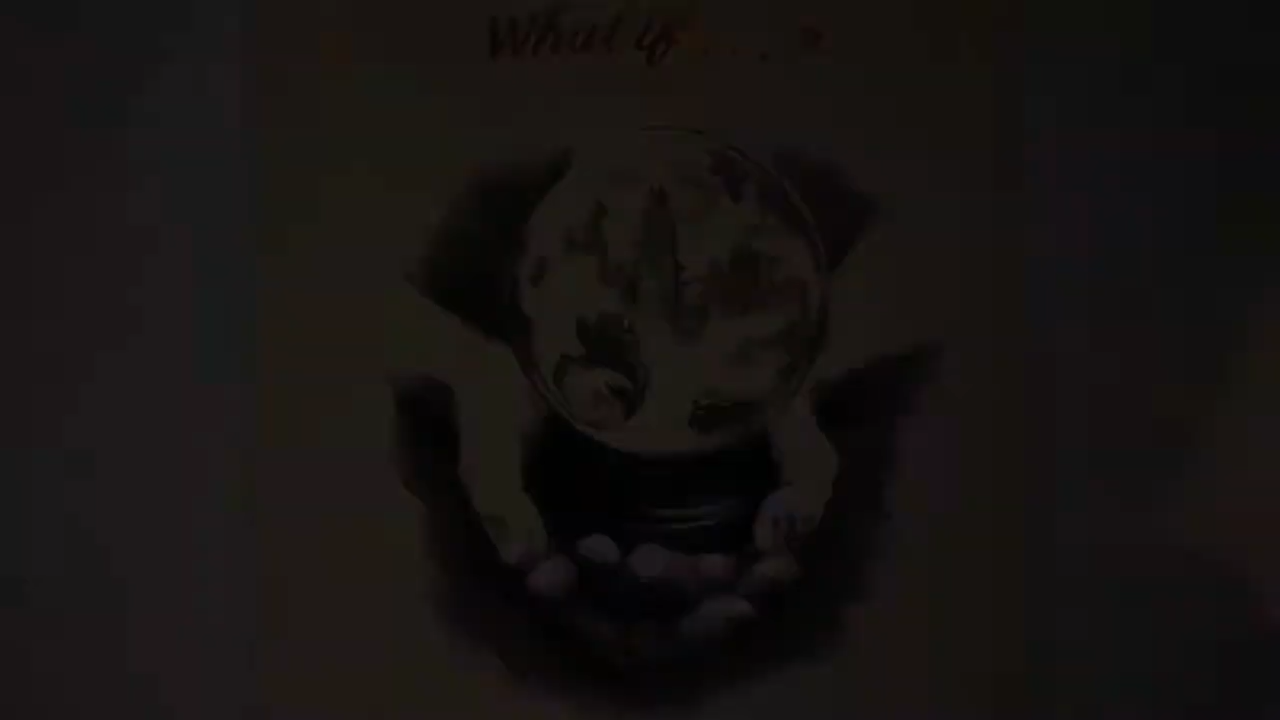 What if . . . ?